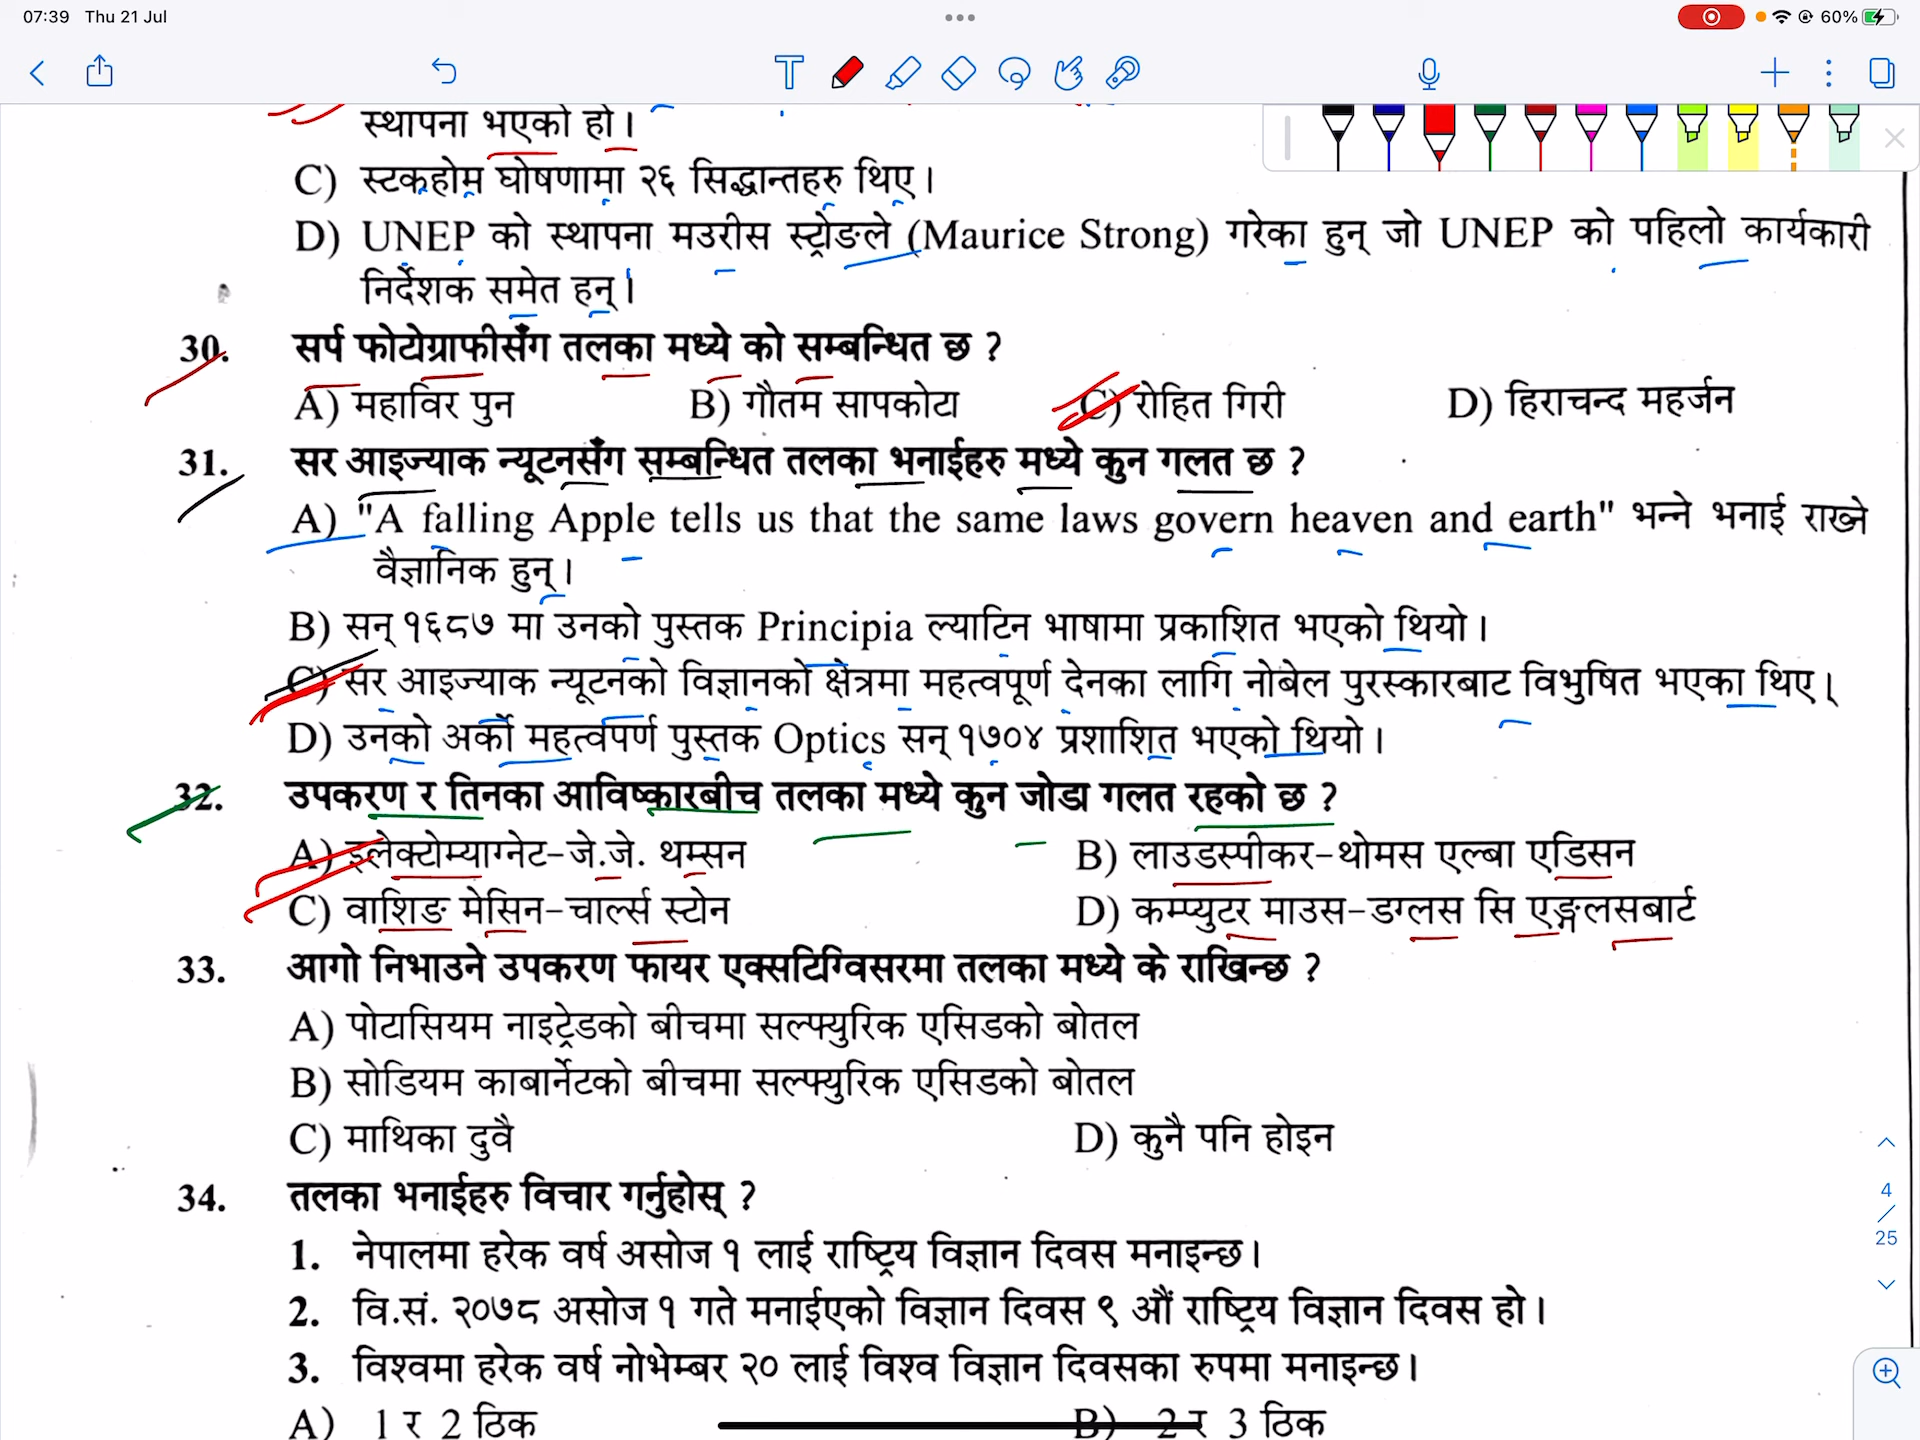 07:39 Thu 21 Jul
60%
स्थापना भएको हो।
C) स्टकहोम घोषणामा २६ सिद्धान्तहरु थिए।
D) UNEP को स्थापना मउरीस स्ट्रोङले (Maurice Strong) गरेका हुन् जो UNEP को पहिलो कार्यकारी
निर्देशक समेत हुन्।
30. सर्प फोटोग्राफीसँग तलका मध्ये को सम्बन्धित छ ?
A) महाविर पुन B) गौतम सापकोटा C) रोहित गिरी D) हिराचन्द महर्जन
31. सर आइज्याक न्यूटनसँग सम्बन्धित तलका भनाईहरु मध्ये कुन गलत छ ?
A) "A falling Apple tells us that the same laws govern heaven and earth" भन्ने भनाई राख्ने
वैज्ञानिक हुन्।
B) सन् १६८७ मा उनको पुस्तक Principia ल्याटिन भाषामा प्रकाशित भएको थियो।
C) सर आइज्याक न्यूटनको विज्ञानको क्षेत्रमा महत्वपूर्ण देनका लागि नोबेल पुरस्कारबाट विभुषित भएका थिए।
D) उनको अर्को महत्वपर्ण पुस्तक Optics सन् १७०४ प्रशाशित भएको थियो।
32. उपकरण र तिनका आविष्कारबीच तलका मध्ये कुन जोडा गलत रहको छ ?
A) इलेक्टोम्याग्नेट-जे.जे. थम्सन B) लाउडस्पीकर-थोमस एल्बा एडिसन
C) वाशिङ मेसिन-चार्ल्स स्टोन D) कम्प्युटर माउस-डग्लस सि एङ्गलसबार्ट
33. आगो निभाउने उपकरण फायर एक्सटिग्विसरमा तलका मध्ये के राखिन्छ ?
A) पोटासियम नाइट्रेडको बीचमा सल्फ्युरिक एसिडको बोतल
B) सोडियम काबार्नेटको बीचमा सल्फ्युरिक एसिडको बोतल
C) माथिका दुवै D) कुनै पनि होइन
34. तलका भनाईहरु विचार गर्नुहोस् ?
1. नेपालमा हरेक वर्ष असोज १ लाई राष्ट्रिय विज्ञान दिवस मनाइन्छ।
2. वि.सं. २०७८ असोज १ गते मनाईएको विज्ञान दिवस ९ औं राष्ट्रिय विज्ञान दिवस हो।
3. विश्वमा हरेक वर्ष नोभेम्बर २० लाई विश्व विज्ञान दिवसका रुपमा मनाइन्छ।
A) 1 र 2 ठिक B) 2 र 3 ठिक
4
/
25